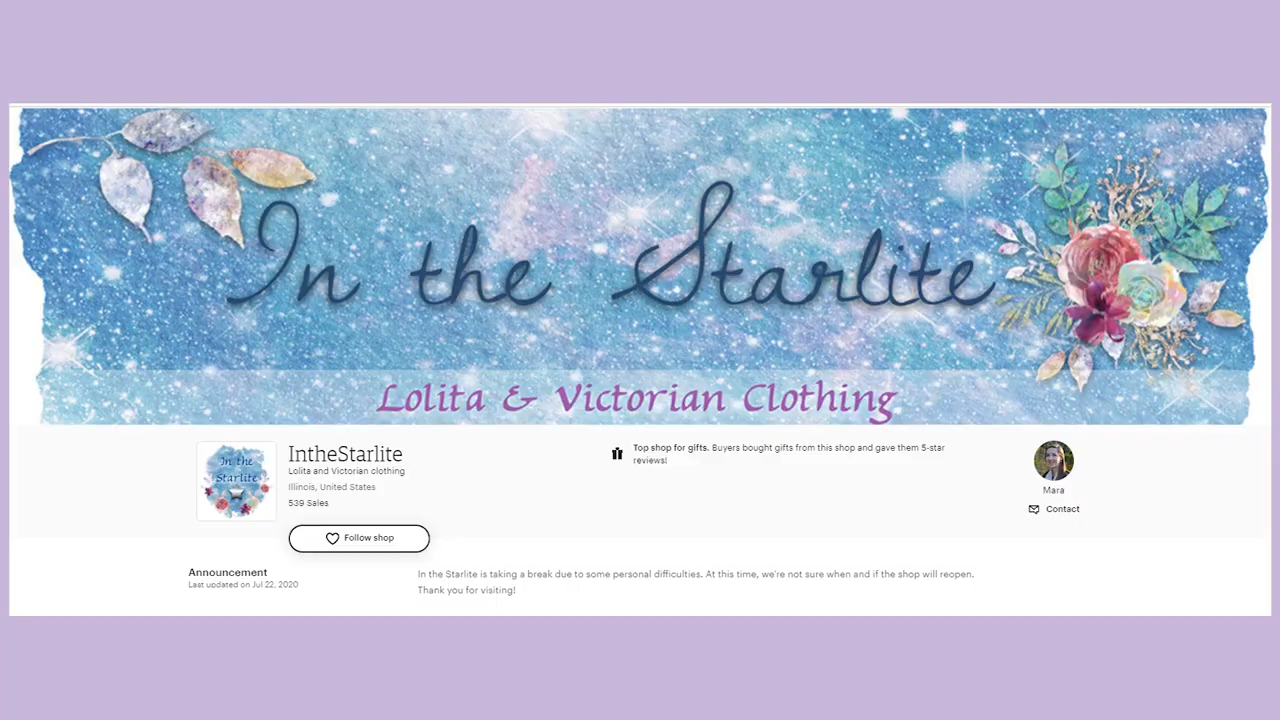 In the Starlite
Lolita & Victorian Clothing
In the
Starlite
IntheStarlite
Lolita and Victorian clothing
Illinois, United States
539 Sales
Follow shop
Top shop for gifts. Buyers bought gifts from this shop and gave them 5-star
reviews!
Mara
Contact
Announcement
Last updated on Jul 22, 2020
In the Starlite is taking a break due to some personal difficulties. At this time, we're not sure when and if the shop will reopen.
Thank you for visiting!